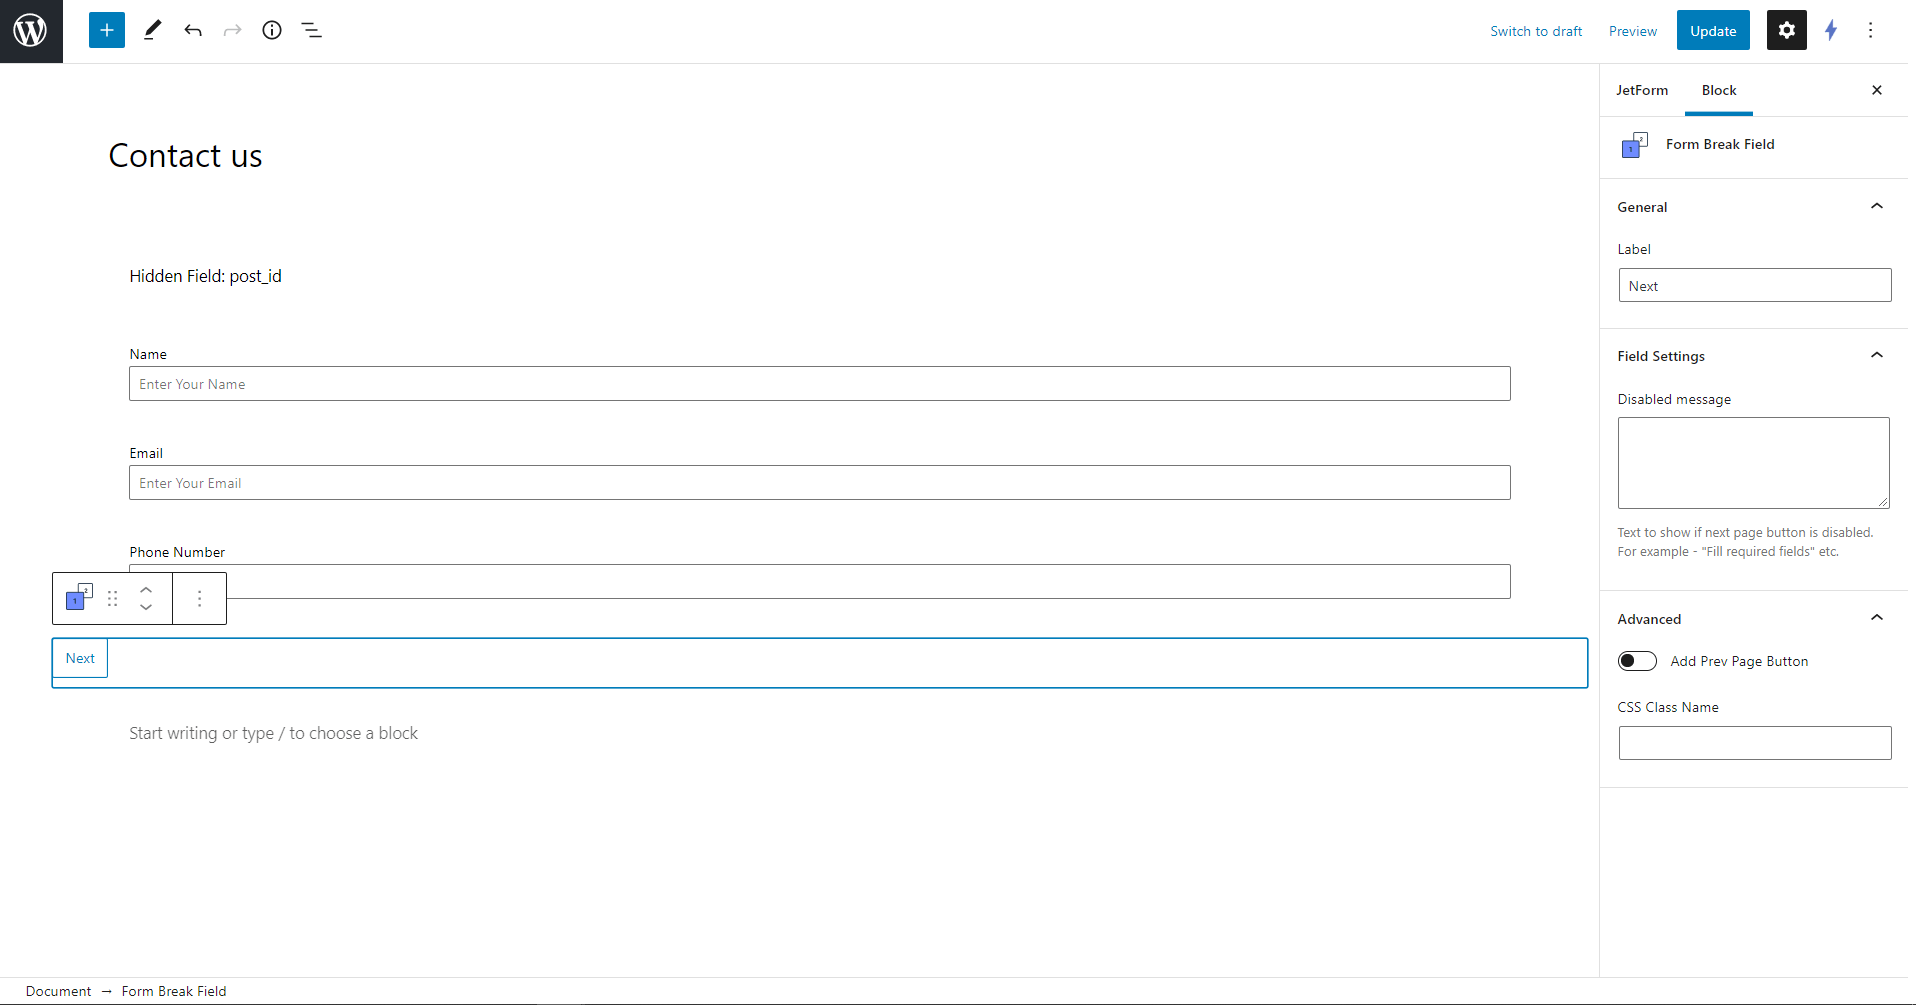 Switch to draft
Preview
Update
JetForm
Block
Form Break Field
Contact us
General
Label
Next
Hidden Field: post_id
Name
Enter Your Name
Field Settings
Disabled message
Email
Enter Your Email
Text to show if next page button is disabled.
For example - "Fill required fields" etc.
Phone Number
Advanced
Next
Add Prev Page Button
CSS Class Name
Start writing or type / to choose a block
Document → Form Break Field